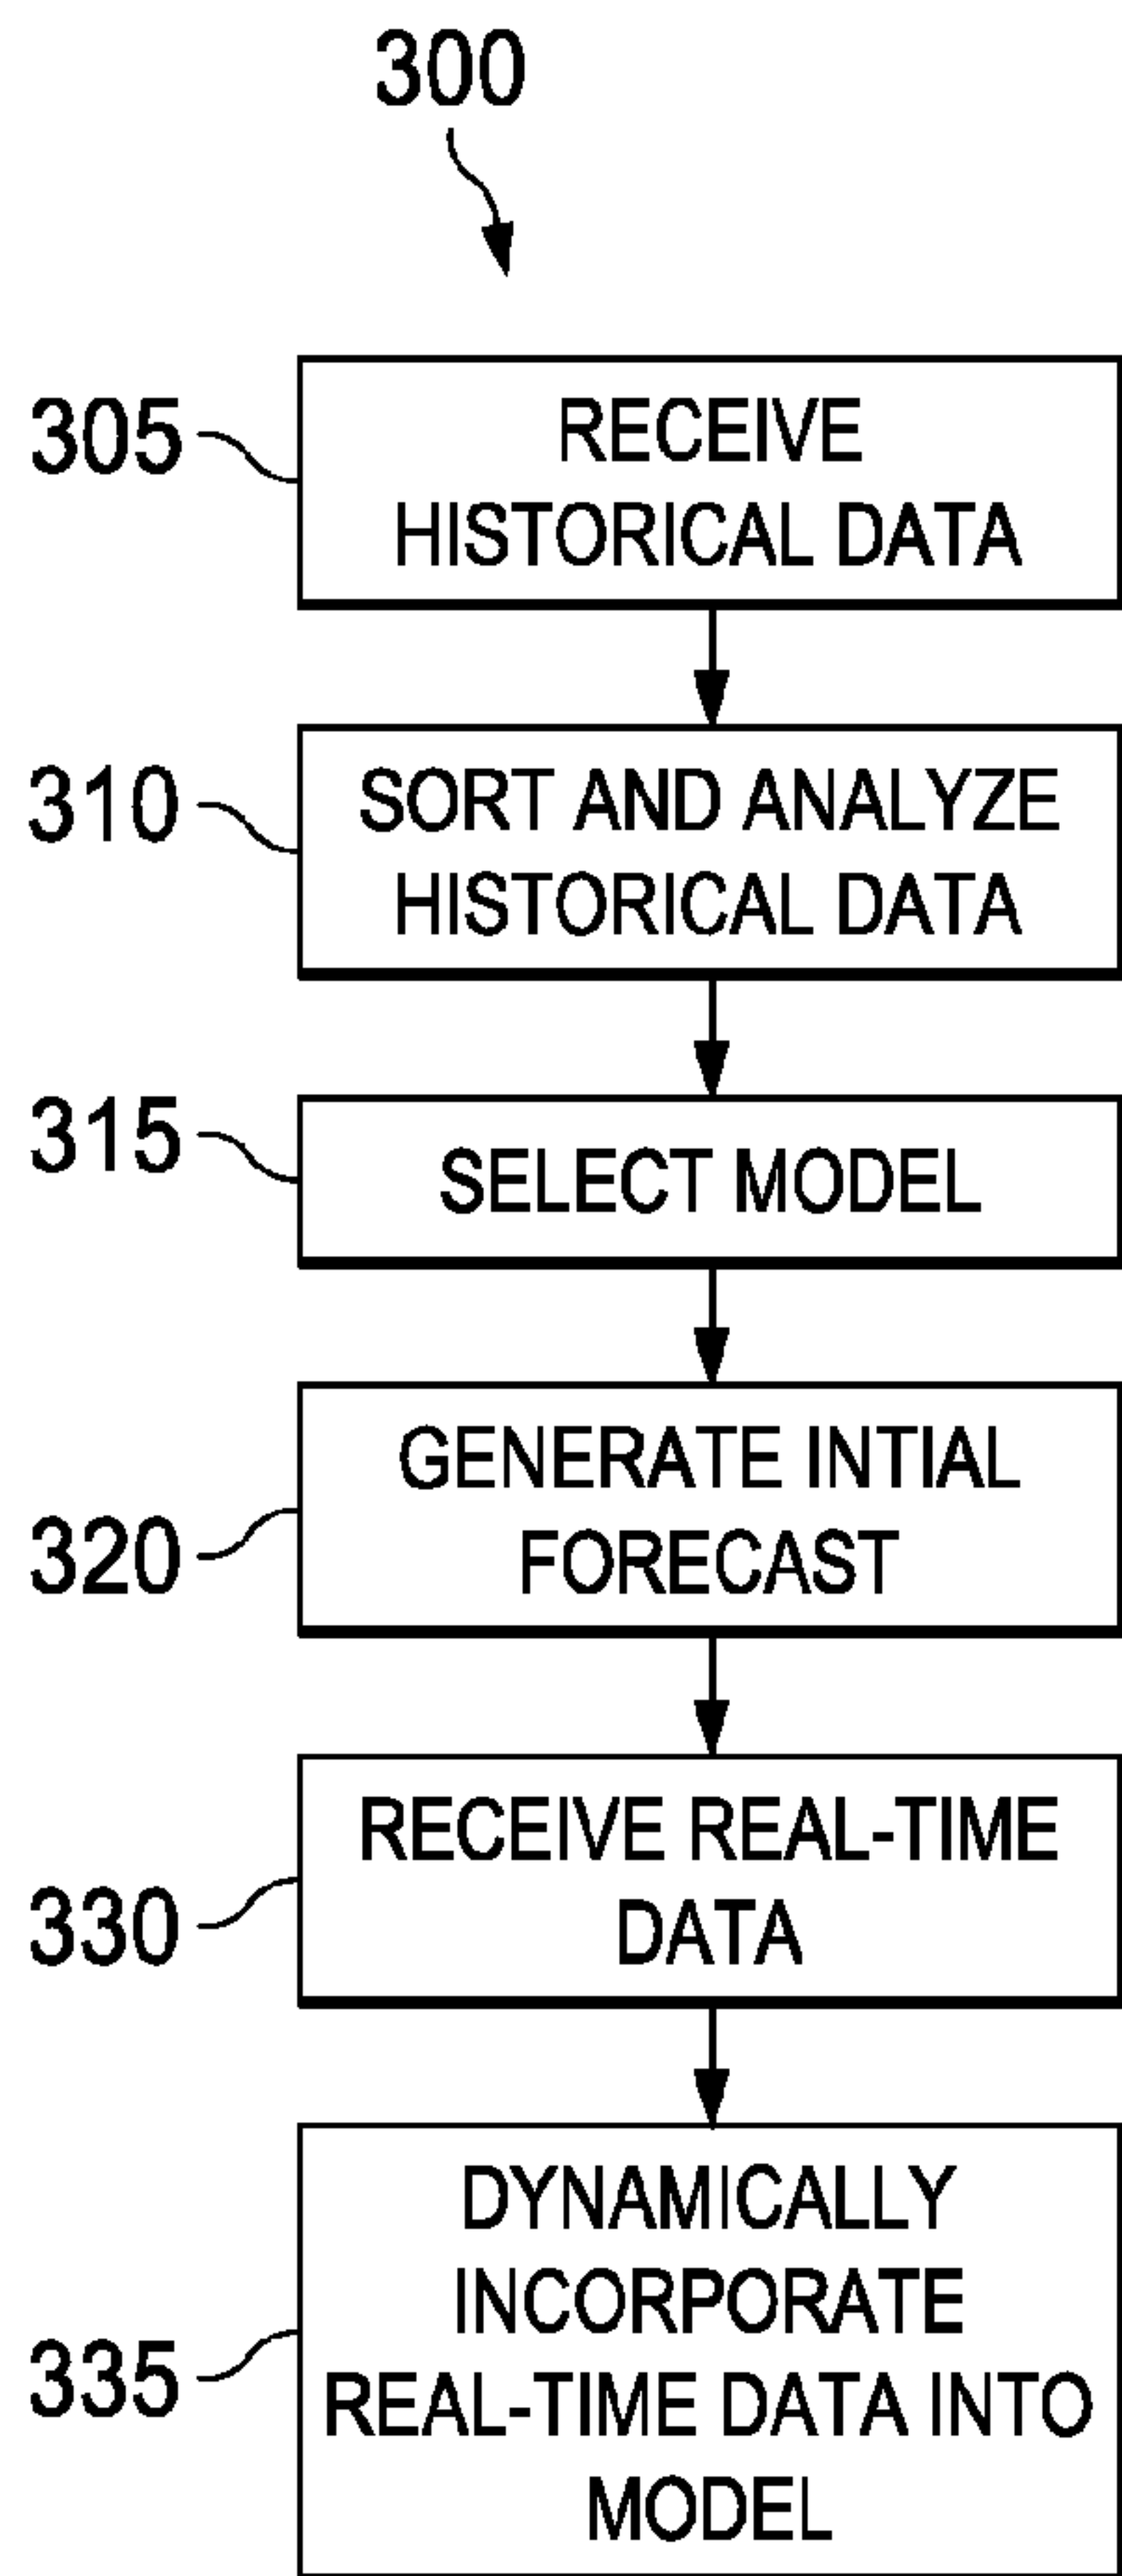 300
305
RECEIVE
HISTORICAL DATA
310
SORT AND ANALYZE
HISTORICAL DATA
315
SELECT MODEL
320
GENERATE INTIAL
FORECAST
330
RECEIVE REAL-TIME
DATA
335
DYNAMICALLY
INCORPORATE
REAL-TIME DATA INTO
MODEL